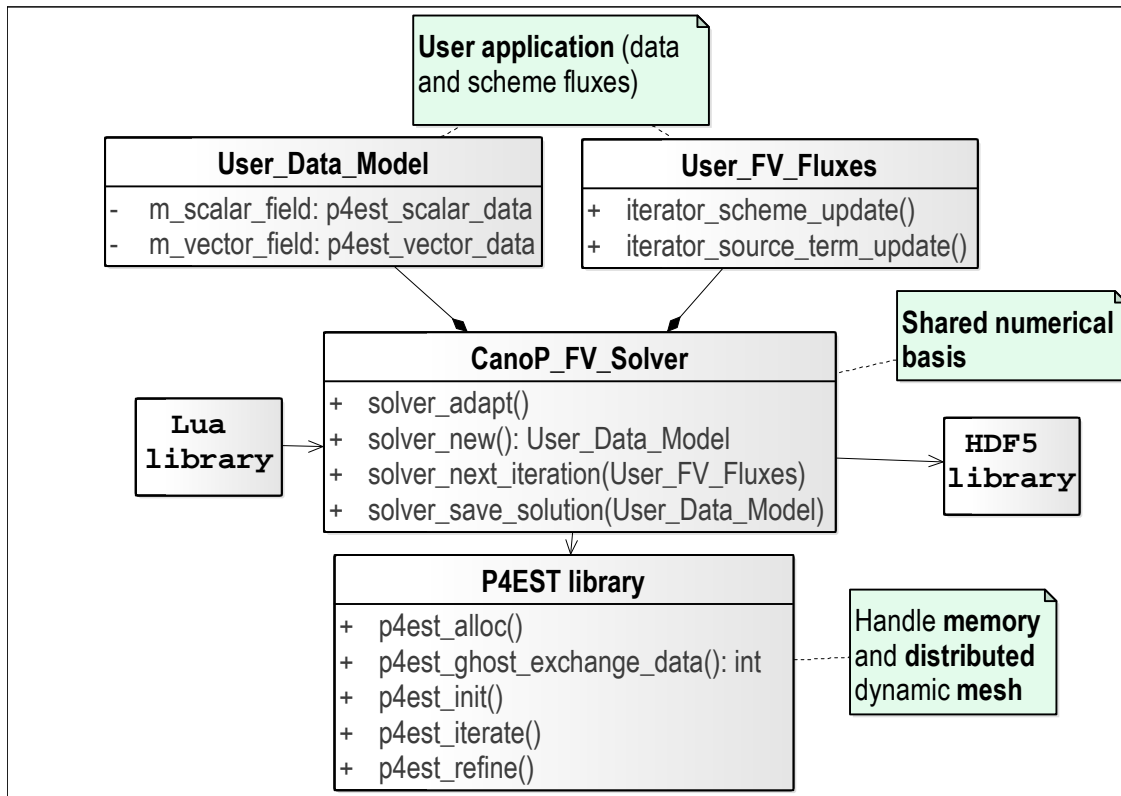 User application (data
and scheme fluxes)
User_Data_Model
- m_scalar_field: p4est_scalar_data
- m_vector_field: p4est_vector_data
User_FV_Fluxes
+ iterator_scheme_update()
+ iterator_source_term_update()
Shared numerical
basis
CanoP_FV_Solver
+ solver_adapt()
+ solver_new(): User_Data_Model
+ solver_next_iteration(User_FV_Fluxes)
+ solver_save_solution(User_Data_Model)
Lua
library
HDF5
library
P4EST library
+ p4est_alloc()
+ p4est_ghost_exchange_data(): int
+ p4est_init()
+ p4est_iterate()
+ p4est_refine()
Handle memory
and distributed
dynamic mesh